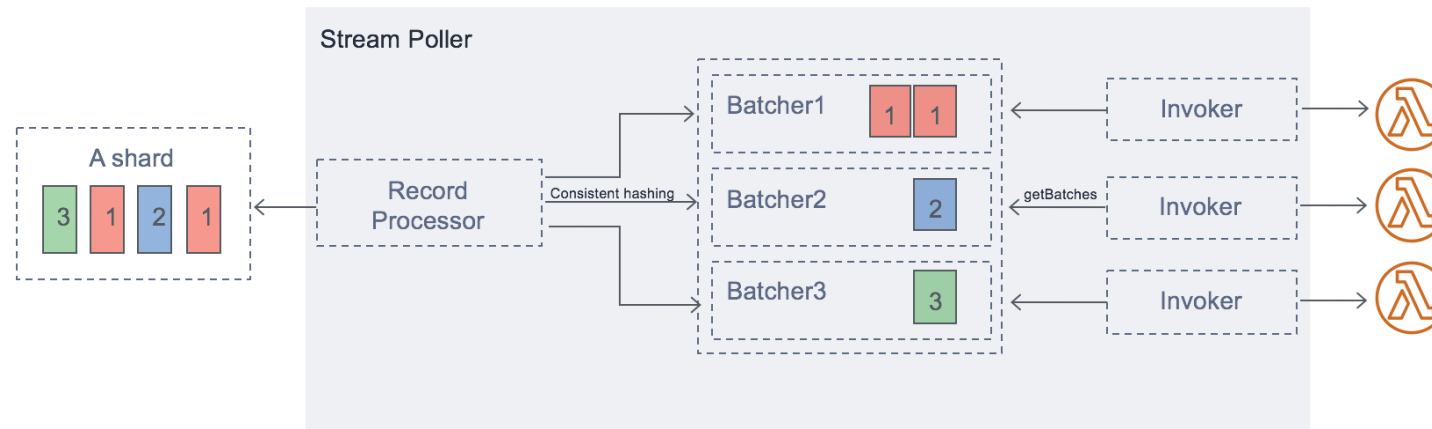 Stream Poller
A shard
3 1 2 1
Record
Processor
Consistent hashing
Batcher1
1 1
Batcher2
2
Batcher3
3
getBatches
Invoker
Invoker
Invoker